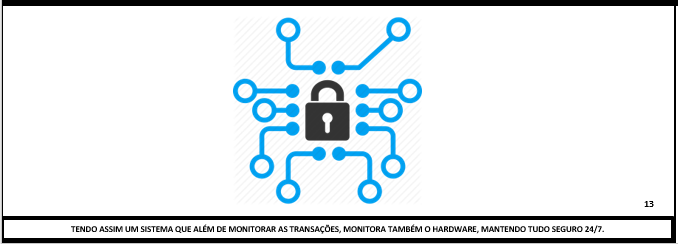 13
TENDO ASSIM UM SISTEMA QUE ALÉM DE MONITORAR AS TRANSAÇÕES, MONITORA TAMBÉM O HARDWARE, MANTENDO TUDO SEGURO 24/7.